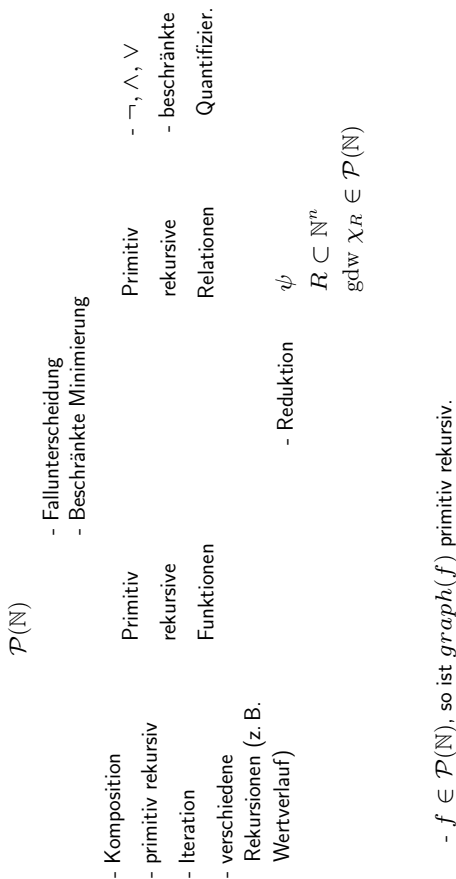 𝒫(ℕ)
- Fallunterscheidung
- Beschränkte Minimierung
- Komposition
- primitiv rekursiv
- Iteration
- verschiedene
Rekursionen (z. B.
Wertverlauf)
Primitiv
rekursive
Funktionen
Primitiv
rekursive
Relationen
- ¬, ∧, ∨
- beschränkte
Quantifizier.
- Reduktion
ψ
R ⊂ ℕⁿ
gdw χ_R ∈ 𝒫(ℕ)
- f ∈ 𝒫(ℕ), so ist graph(f) primitiv rekursiv.